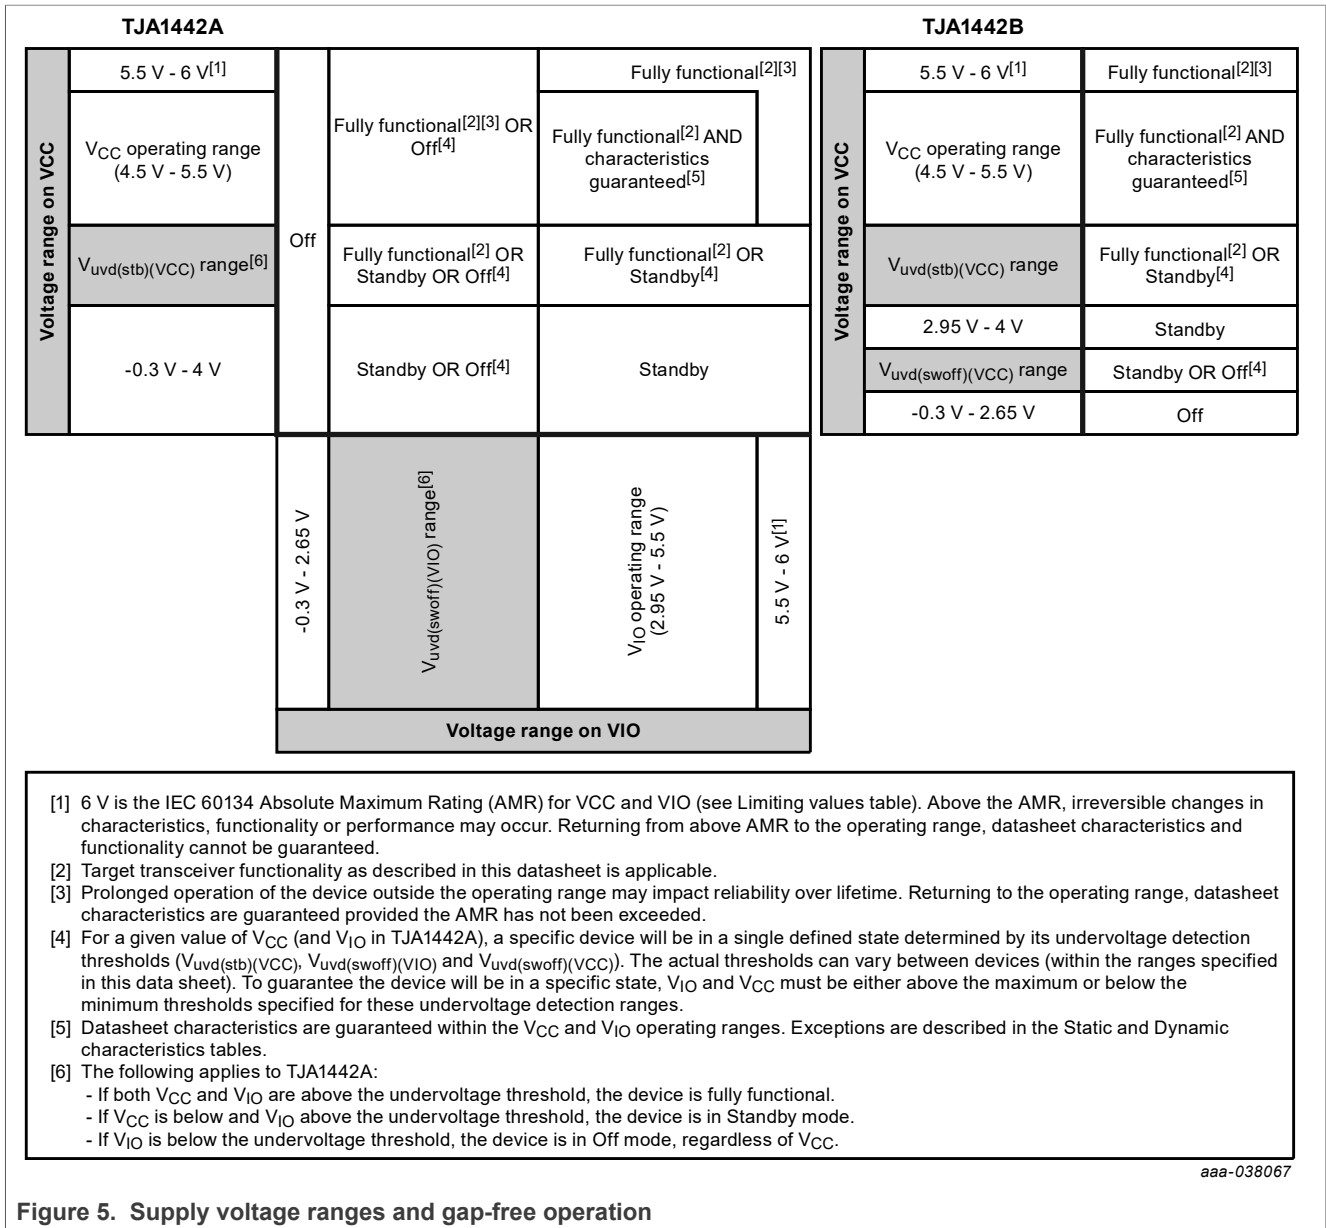 TJA1442A
TJA1442B
Voltage range on VCC
5.5 V - 6 V[1]
VCC operating range
(4.5 V - 5.5 V)
Vuvd(stb)(VCC) range[6]
-0.3 V - 4 V
Off
Fully functional[2][3] OR
Off[4]
Fully functional[2][3]
Fully functional[2] AND
characteristics
guaranteed[5]
Fully functional[2] OR
Standby OR Off[4]
Fully functional[2] OR
Standby[4]
Standby OR Off[4]
Standby
-0.3 V - 2.65 V
Vuvd(swoff)(VIO) range[6]
VIO operating range
(2.95 V - 5.5 V)
5.5 V - 6 V[1]
Voltage range on VIO
Voltage range on VCC
5.5 V - 6 V[1]
Fully functional[2][3]
VCC operating range
(4.5 V - 5.5 V)
Fully functional[2] AND
characteristics
guaranteed[5]
Vuvd(stb)(VCC) range
Fully functional[2] OR
Standby[4]
2.95 V - 4 V
Standby
Vuvd(swoff)(VCC) range
Standby OR Off[4]
-0.3 V - 2.65 V
Off
[1] 6 V is the IEC 60134 Absolute Maximum Rating (AMR) for VCC and VIO (see Limiting values table). Above the AMR, irreversible changes in
characteristics, functionality or performance may occur. Returning from above AMR to the operating range, datasheet characteristics and
functionality cannot be guaranteed.
[2] Target transceiver functionality as described in this datasheet is applicable.
[3] Prolonged operation of the device outside the operating range may impact reliability over lifetime. Returning to the operating range, datasheet
characteristics are guaranteed provided the AMR has not been exceeded.
[4] For a given value of VCC (and VIO in TJA1442A), a specific device will be in a single defined state determined by its undervoltage detection
thresholds (Vuvd(stb)(VCC), Vuvd(swoff)(VIO) and Vuvd(swoff)(VCC)). The actual thresholds can vary between devices (within the ranges specified
in this data sheet). To guarantee the device will be in a specific state, VIO and VCC must be either above the maximum or below the
minimum thresholds specified for these undervoltage detection ranges.
[5] Datasheet characteristics are guaranteed within the VCC and VIO operating ranges. Exceptions are described in the Static and Dynamic
characteristics tables.
[6] The following applies to TJA1442A:
- If both VCC and VIO are above the undervoltage threshold, the device is fully functional.
- If VCC is below and VIO above the undervoltage threshold, the device is in Standby mode.
- If VIO is below the undervoltage threshold, the device is in Off mode, regardless of VCC.
aaa-038067
Figure 5. Supply voltage ranges and gap-free operation